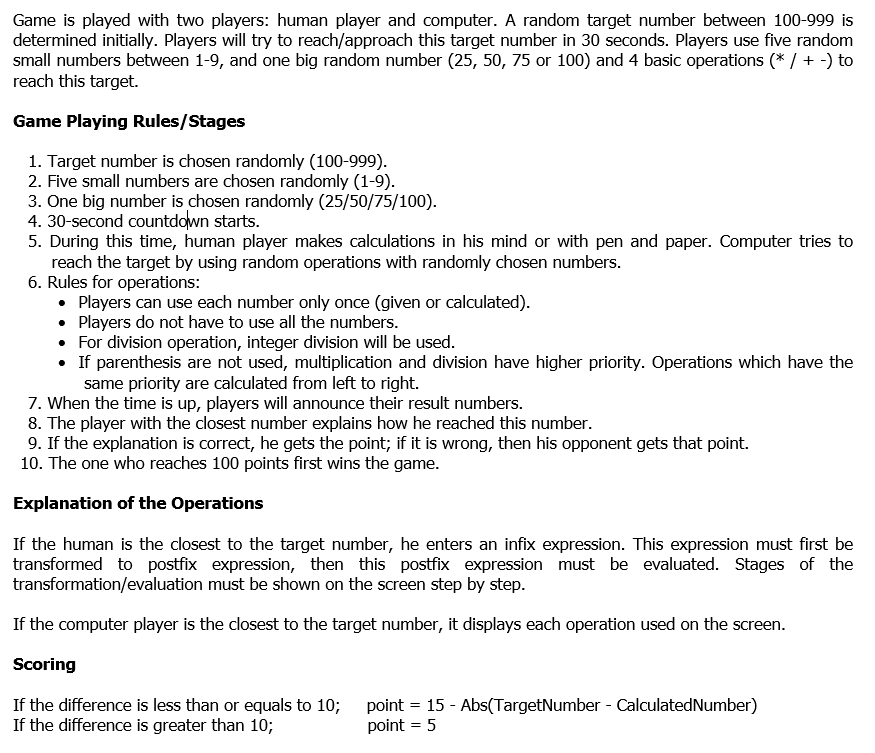 Game is played with two players: human player and computer. A random target number between 100-999 is
determined initially. Players will try to reach/approach this target number in 30 seconds. Players use five random
small numbers between 1-9, and one big random number (25, 50, 75 or 100) and 4 basic operations (* / + -) to
reach this target.
Game Playing Rules/Stages
1. Target number is chosen randomly (100-999).
2. Five small numbers are chosen randomly (1-9).
3. One big number is chosen randomly (25/50/75/100).
4. 30-second countdown starts.
5. During this time, human player makes calculations in his mind or with pen and paper. Computer tries to
reach the target by using random operations with randomly chosen numbers.
6. Rules for operations:
• Players can use each number only once (given or calculated).
• Players do not have to use all the numbers.
• For division operation, integer division will be used.
• If parenthesis are not used, multiplication and division have higher priority. Operations which have the
same priority are calculated from left to right.
7. When the time is up, players will announce their result numbers.
8. The player with the closest number explains how he reached this number.
9. If the explanation is correct, he gets the point; if it is wrong, then his opponent gets that point.
10. The one who reaches 100 points first wins the game.
Explanation of the Operations
If the human is the closest to the target number, he enters an infix expression. This expression must first be
transformed to postfix expression, then this postfix expression must be evaluated. Stages of the
transformation/evaluation must be shown on the screen step by step.
If the computer player is the closest to the target number, it displays each operation used on the screen.
Scoring
If the difference is less than or equals to 10; point = 15 - Abs(TargetNumber - CalculatedNumber)
If the difference is greater than 10; point = 5